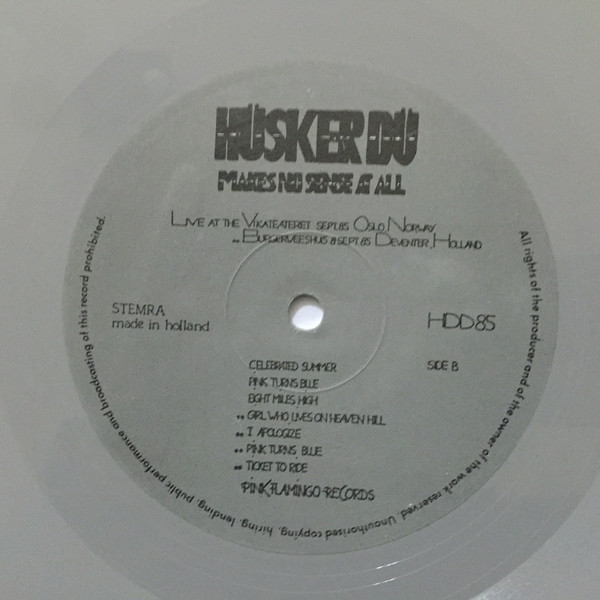 HUSKER DU
MAKES NO SENSE AT ALL
LIVE AT THE VIKATEATERET SEPT.85 OSLO, NORWAY
.. BURGERWEESHUIS 8 SEPT.85 DEVENTER, HOLLAND
STEMRA
made in holland
HDD85
CELEBRATED SUMMER
SIDE B
PINK TURNS BLUE
EIGHT MILES HIGH
.. GIRL WHO LIVES ON HEAVEN HILL
.. I APOLOGIZE
.. PINK TURNS BLUE
.. TICKET TO RIDE
PINK FLAMINGO RECORDS
All rights of the producer and of the owner of the work reserved. Unauthorised copying, hiring, lending, public performance and broadcasting of this record prohibited.